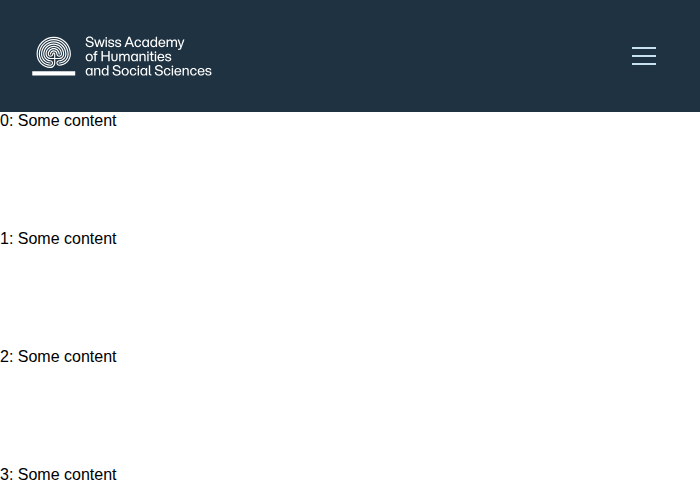 Swiss Academy
of Humanities
and Social Sciences
0: Some content
1: Some content
2: Some content
3: Some content